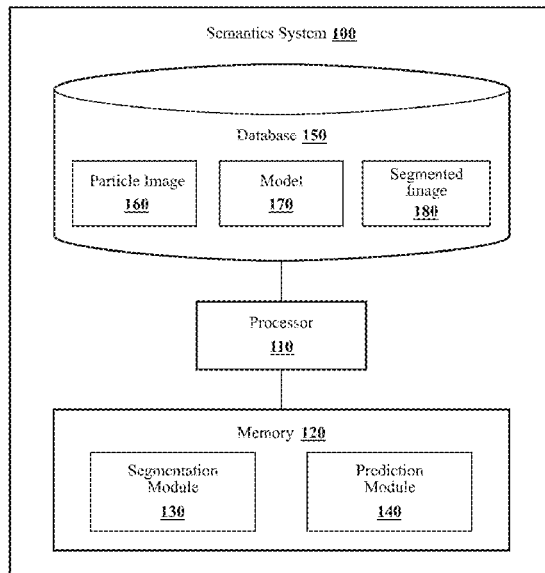 Semantics System 100
Database 150
Particle Image
160
Model
170
Segmented
Image
180
Processor
110
Memory 120
Segmentation
Module
130
Prediction
Module
140